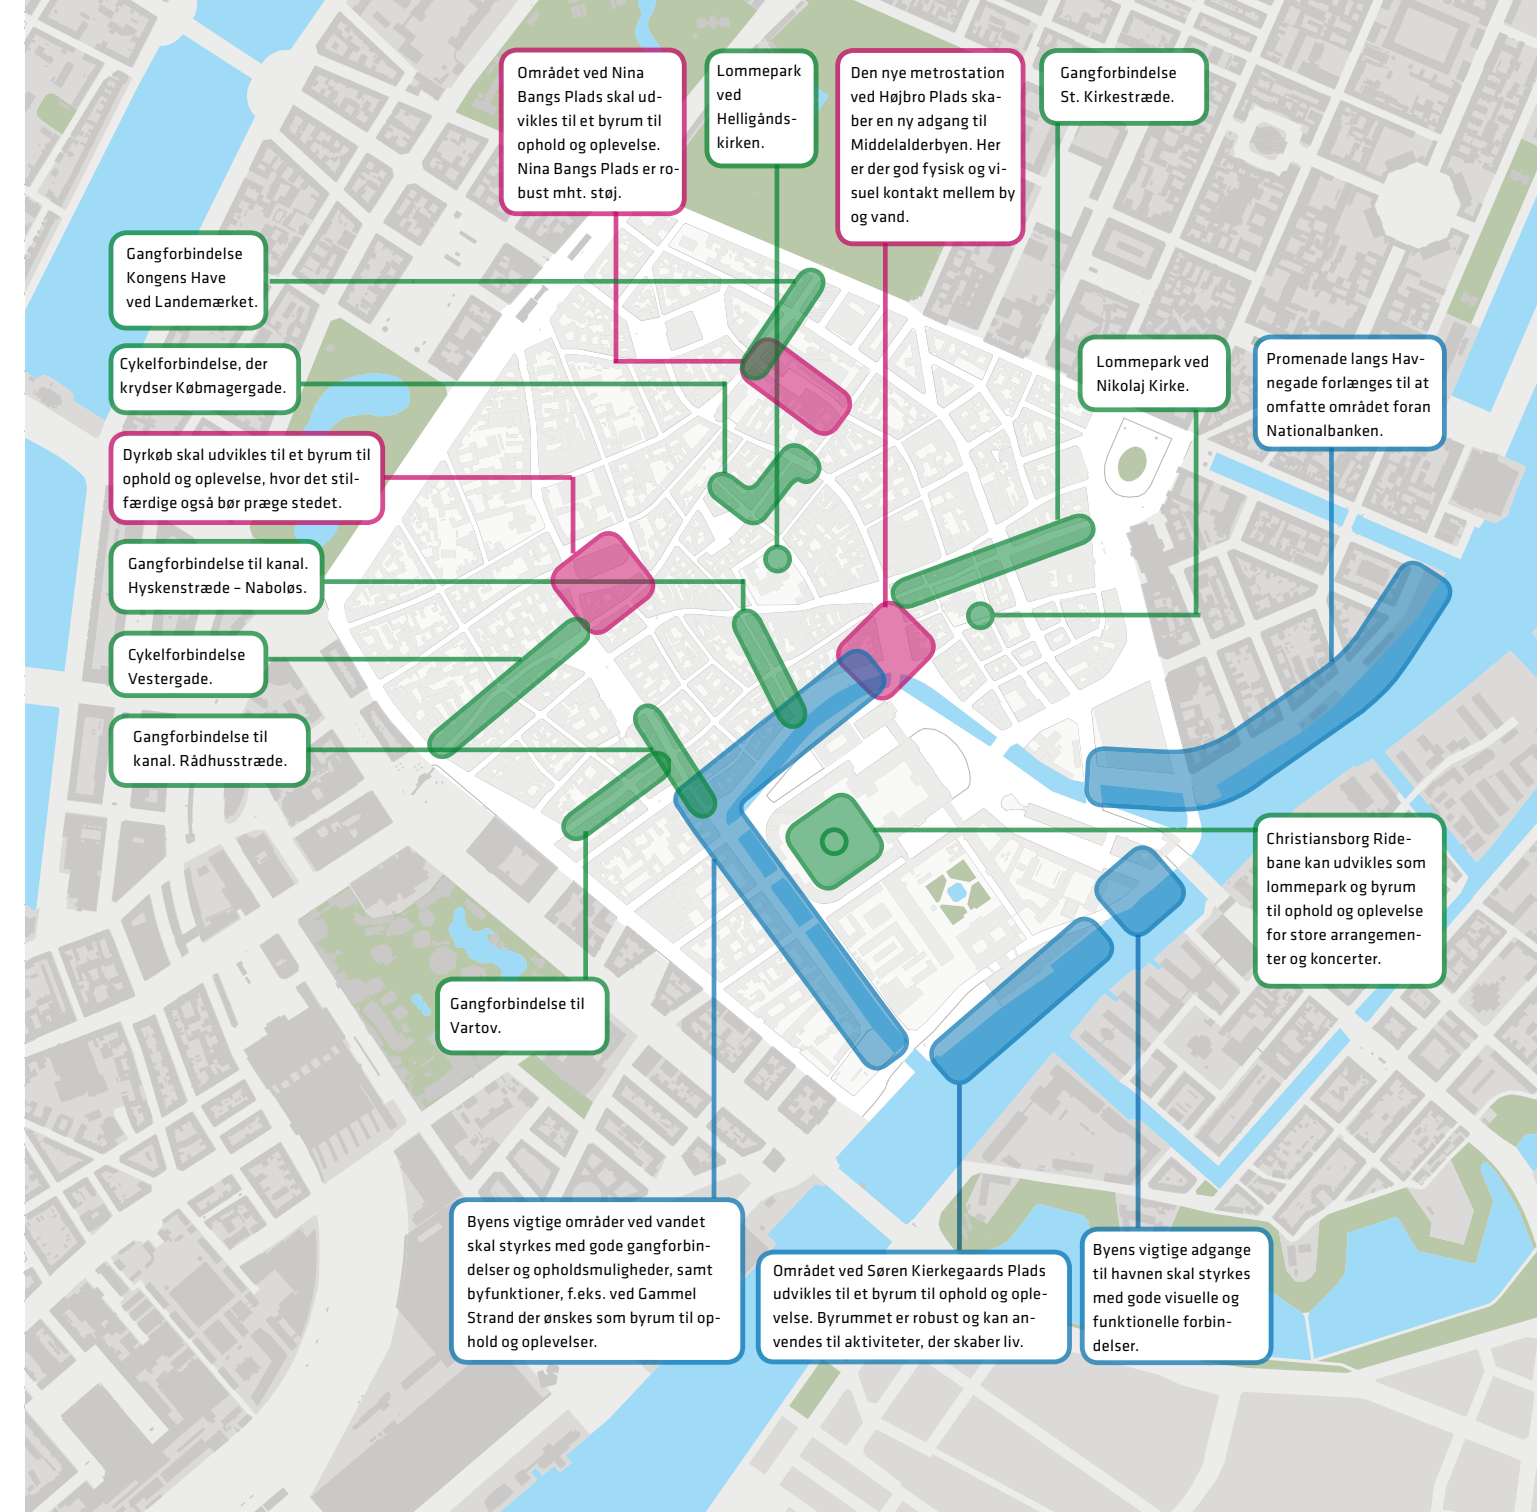 Området ved Nina
Bangs Plads skal ud-
vikles til et byrum til
ophold og oplevelse.
Nina Bangs Plads er ro-
bust mht. støj.
Lommepark
ved
Helligånds-
kirken.
Den nye metrostation
ved Højbro Plads ska-
ber en ny adgang til
Middelalderbyen. Her
er der god fysisk og vi-
suel kontakt mellem by
og vand.
Gangforbindelse
St. Kirkestræde.
Gangforbindelse
Kongens Have
ved Landemærket.
Cykelforbindelse, der
krydser Købmagergade.
Lommepark ved
Nikolaj Kirke.
Promenade langs Hav-
negade forlænges til at
omfatte området foran
Nationalbanken.
Dyrkøb skal udvikles til et byrum til
ophold og oplevelse, hvor det stil-
færdige også bør præge stedet.
Gangforbindelse til kanal.
Hyskenstræde – Naboløs.
Cykelforbindelse
Vestergade.
Gangforbindelse til
kanal. Rådhusstræde.
Christiansborg Ride-
bane kan udvikles som
lommepark og byrum
til ophold og oplevelse
for store arrangemen-
ter og koncerter.
Gangforbindelse til
Vartov.
Byens vigtige områder ved vandet
skal styrkes med gode gangforbin-
delser og opholdsmuligheder, samt
byfunktioner, f.eks. ved Gammel
Strand der ønskes som byrum til op-
hold og oplevelser.
Området ved Søren Kierkegaards Plads
udvikles til et byrum til ophold og ople-
velse. Byrummet er robust og kan an-
vendes til aktiviteter, der skaber liv.
Byens vigtige adgange
til havnen skal styrkes
med gode visuelle og
funktionelle forbin-
delser.